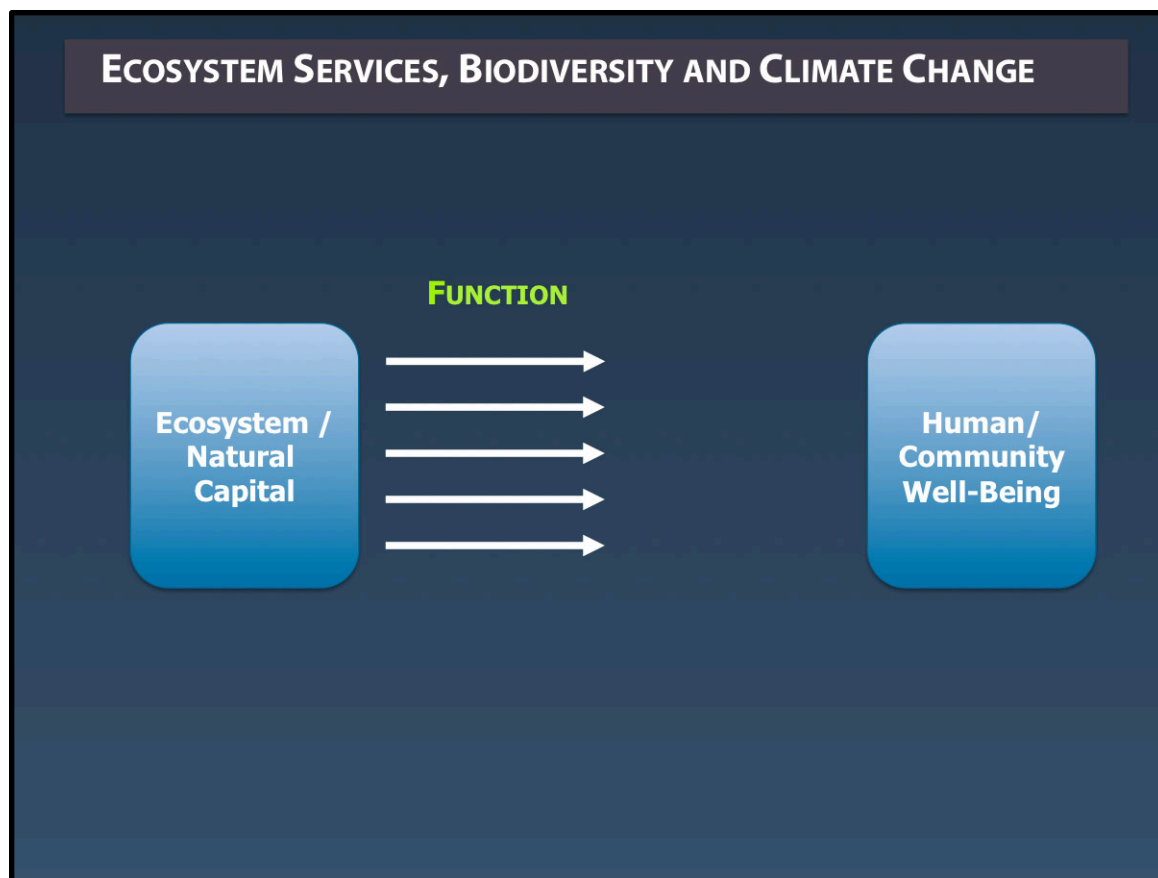 ECOSYSTEM SERVICES, BIODIVERSITY AND CLIMATE CHANGE
FUNCTION
Ecosystem /
Natural
Capital
Human/
Community
Well-Being